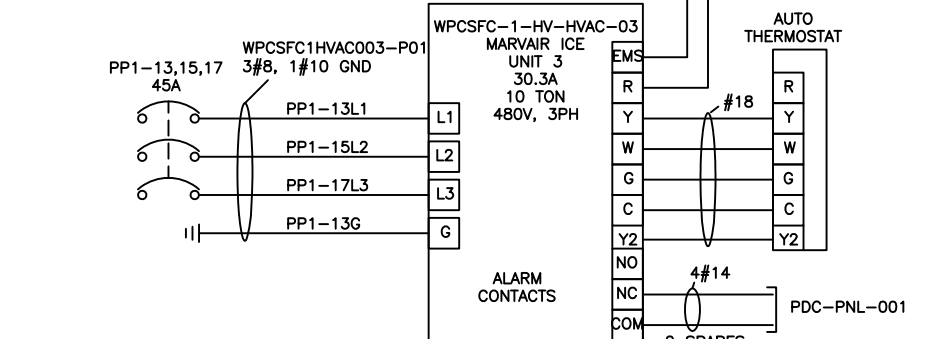 WPCSFC1HVAC003-P01
3#8, 1#10 GND
PP1-13,15,17
45A
PP1-13L1
PP1-15L2
PP1-17L3
PP1-13G
L1
L2
L3
G
WPCSFC-1-HV-HVAC-03
MARVAIR ICE
UNIT 3
30.3A
10 TON
480V, 3PH
ALARM
CONTACTS
EMS
R
Y
W
G
C
Y2
NO
NC
COM
#18
AUTO
THERMOSTAT
R
Y
W
G
C
Y2
4#14
PDC-PNL-001
SPARES